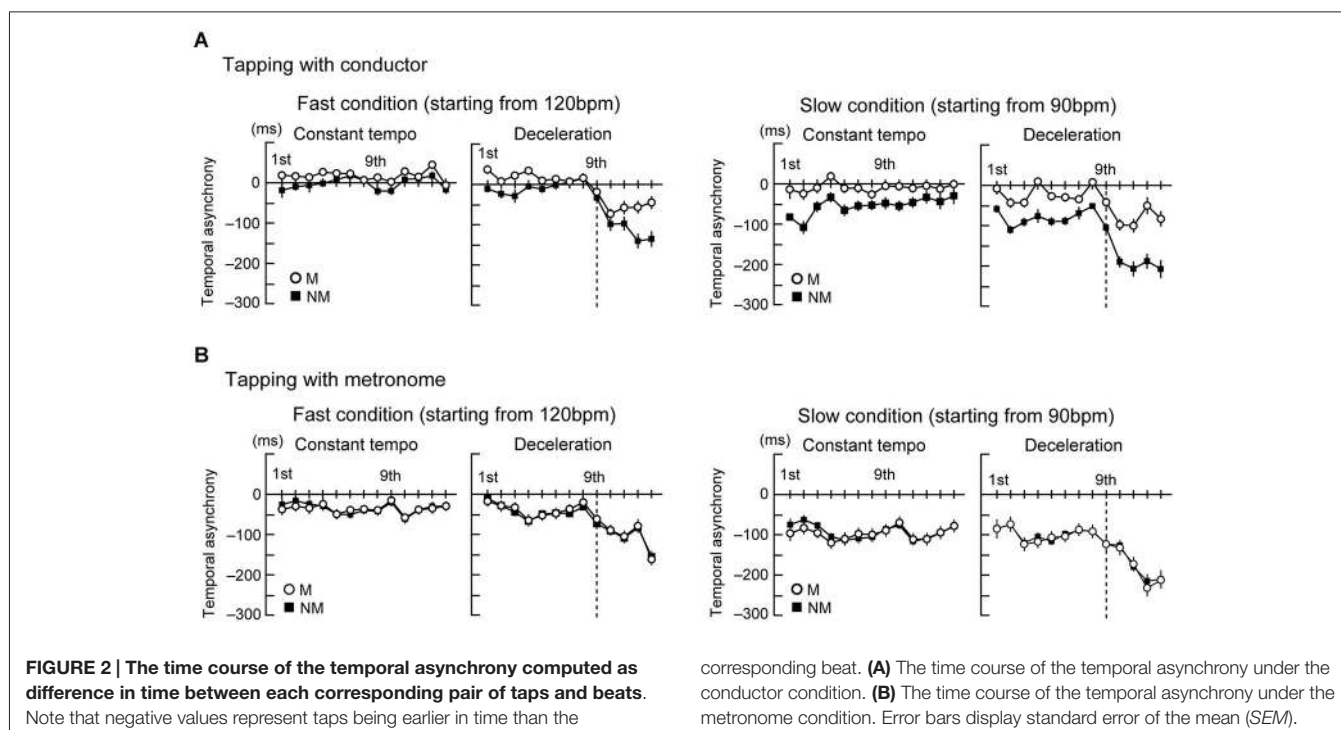 A
Tapping with conductor
Fast condition (starting from 120bpm)
(ms) Constant tempo Deceleration
1st 9th 1st 9th
Temporal asynchrony
0
−100
−200
−300
M
NM
Slow condition (starting from 90bpm)
(ms) Constant tempo Deceleration
1st 9th 1st 9th
Temporal asynchrony
0
−100
−200
−300
M
NM
B
Tapping with metronome
Fast condition (starting from 120bpm)
(ms) Constant tempo Deceleration
1st 9th 1st 9th
Temporal asynchrony
0
−100
−200
−300
M
NM
Slow condition (starting from 90bpm)
(ms) Constant tempo Deceleration
1st 9th 1st 9th
Temporal asynchrony
0
−100
−200
−300
M
NM
FIGURE 2 | The time course of the temporal asynchrony computed as
difference in time between each corresponding pair of taps and beats.
Note that negative values represent taps being earlier in time than the
corresponding beat. (A) The time course of the temporal asynchrony under the
conductor condition. (B) The time course of the temporal asynchrony under the
metronome condition. Error bars display standard error of the mean (SEM).